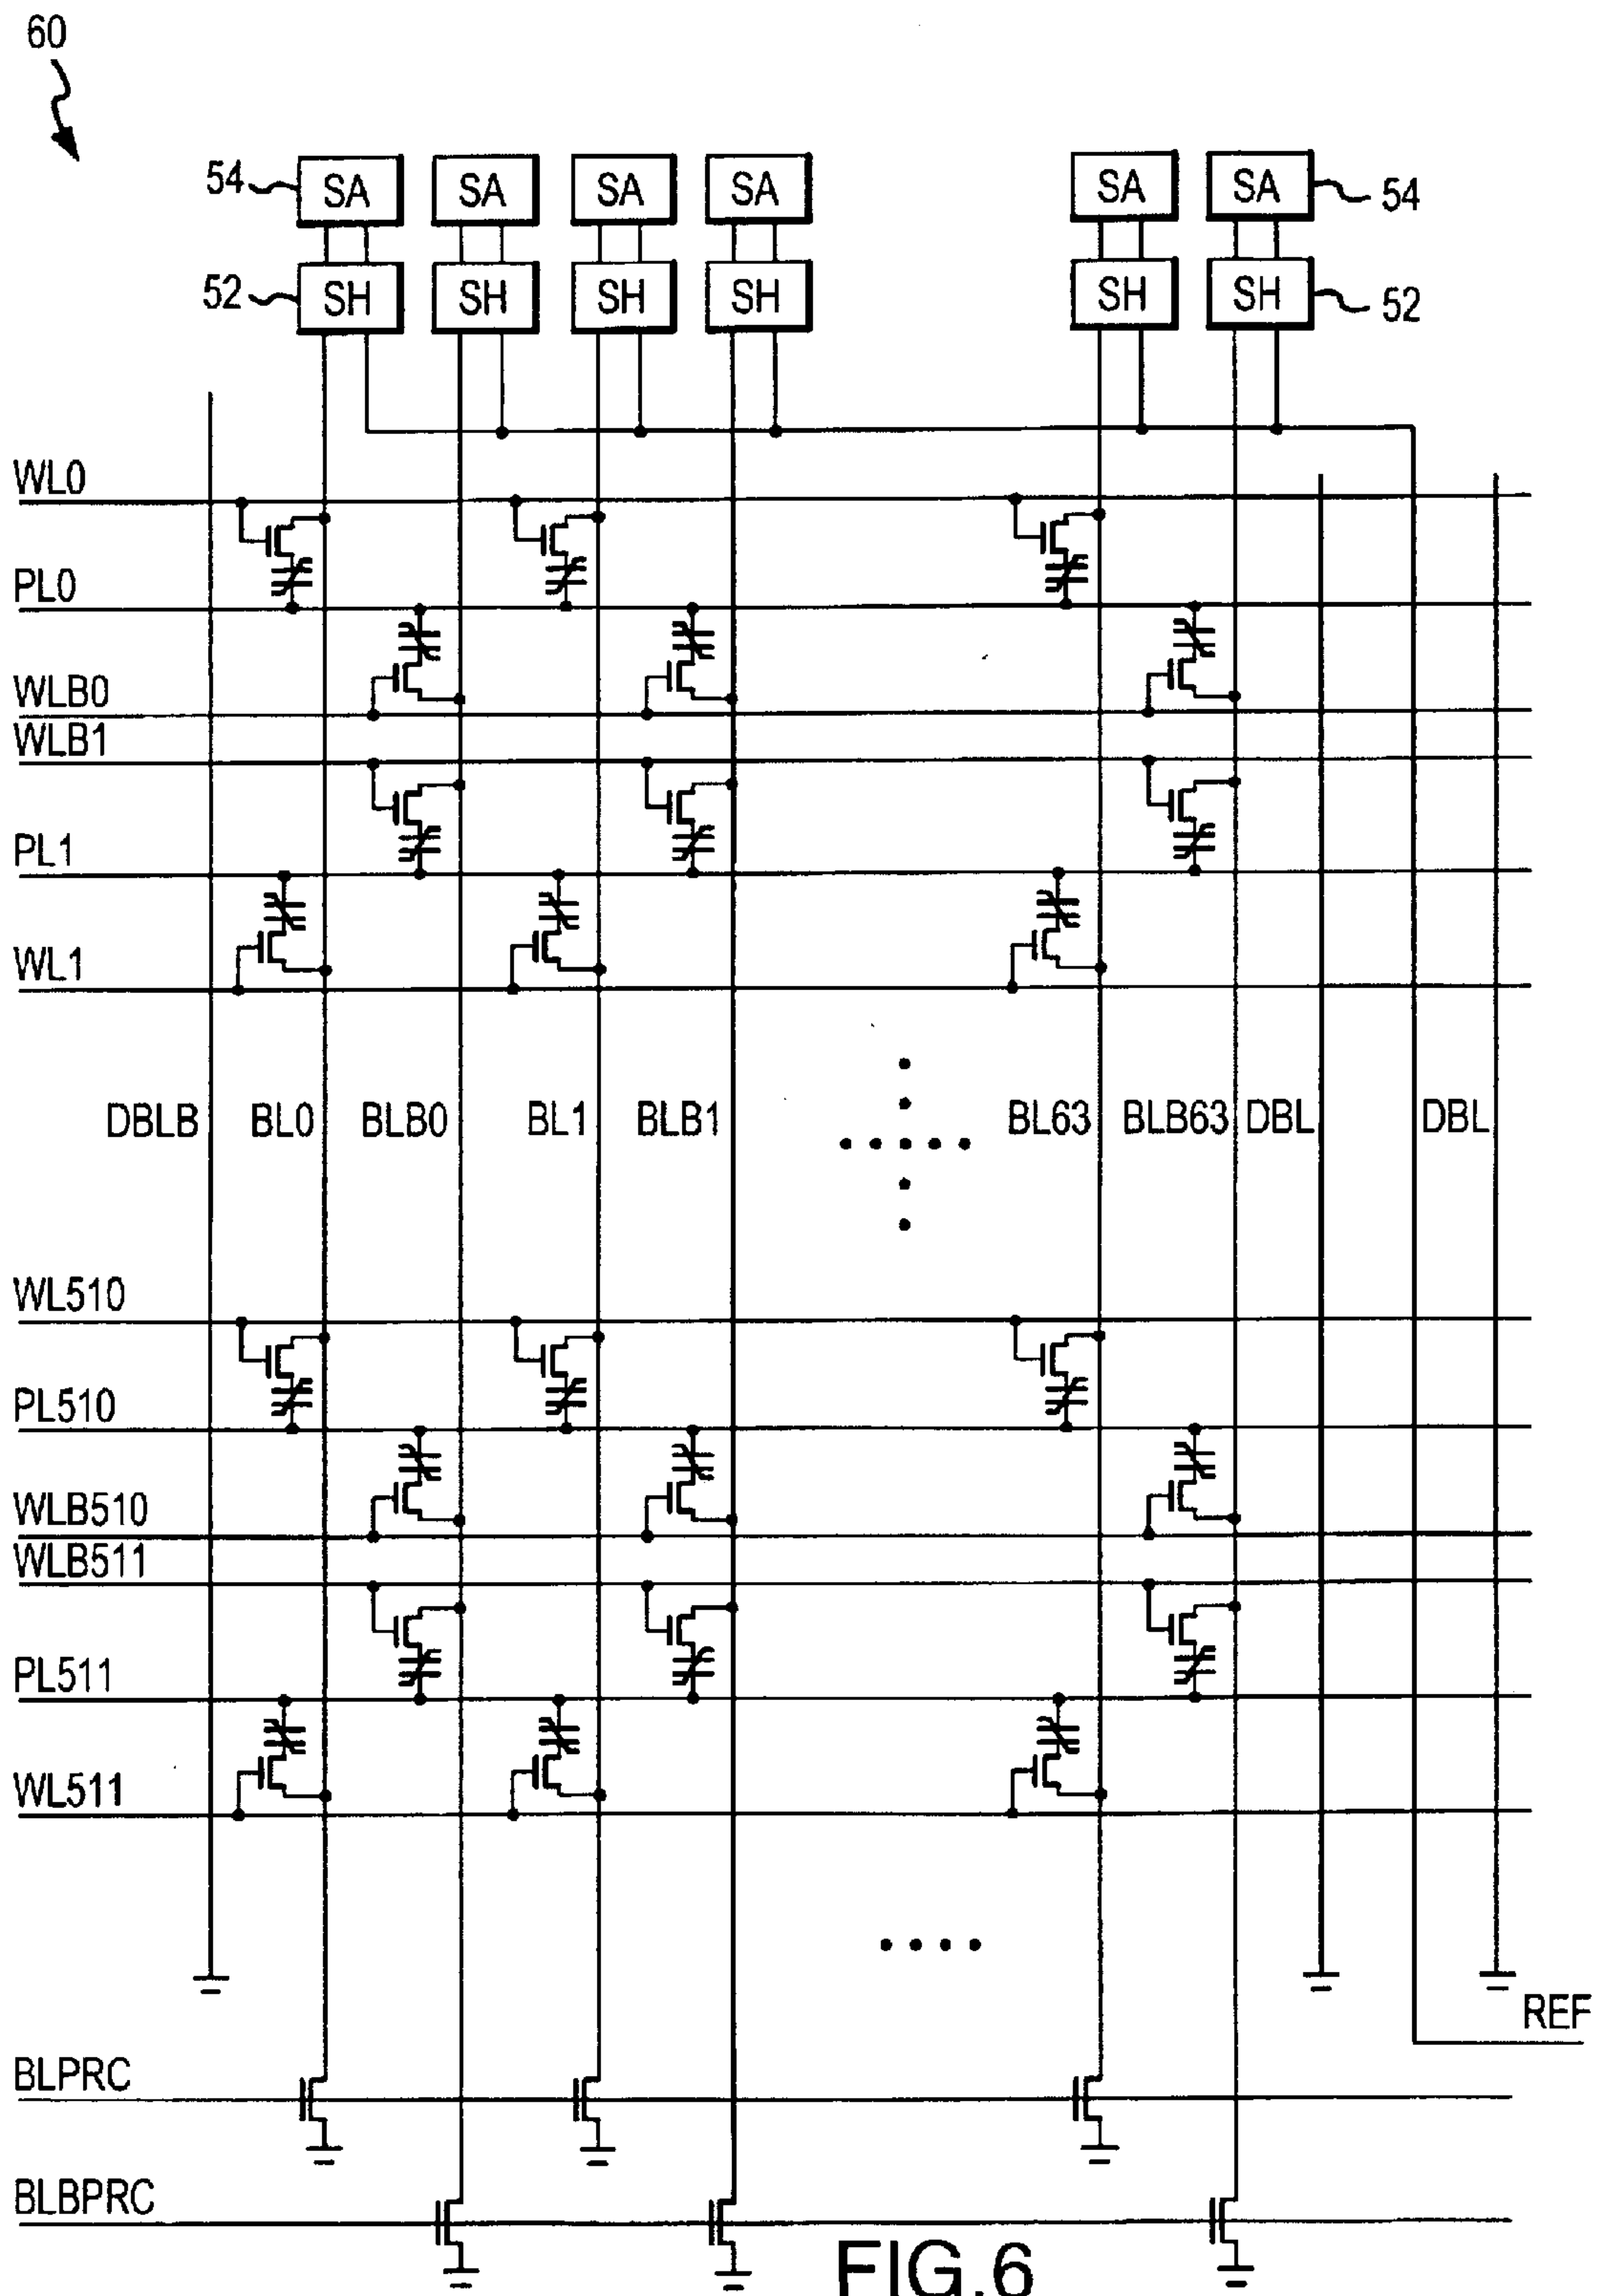 60
54 SA SA SA SA SA SA 54
52 SH SH SH SH SH SH 52
WL0
PL0
WLB0
WLB1
PL1
WL1
DBLB BL0 BLB0 BL1 BLB1 BL63 BLB63 DBL DBL
WL510
PL510
WLB510
WLB511
PL511
WL511
REF
BLPRC
BLBPRC
FIG.6